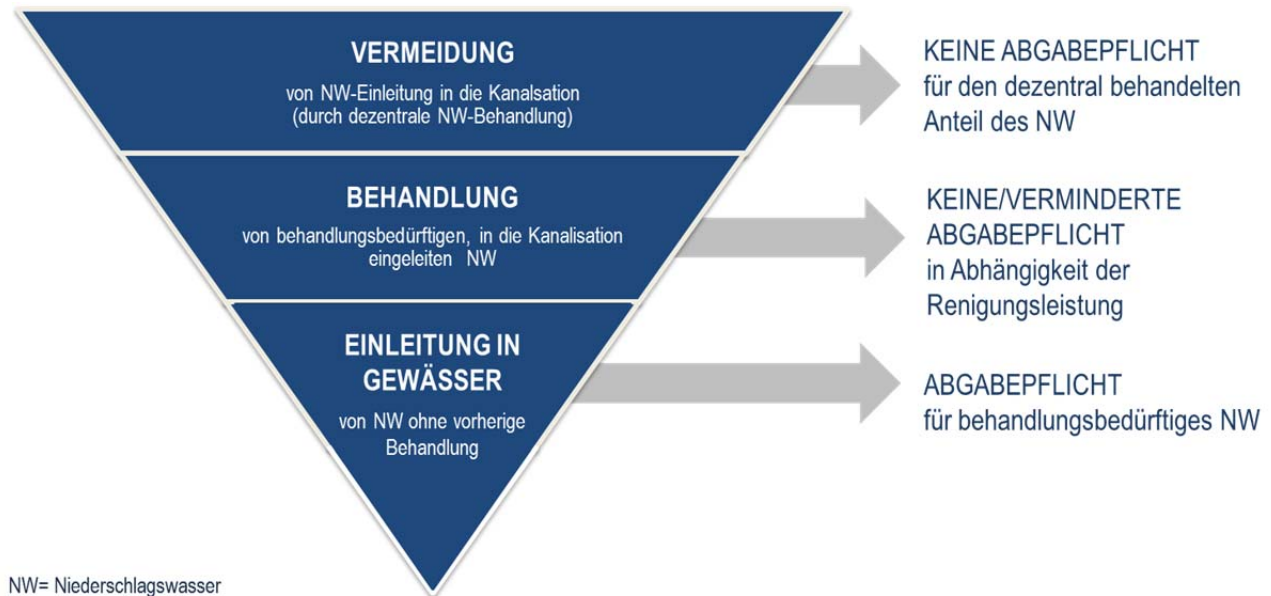 VERMEIDUNG
von NW-Einleitung in die Kanalsation
(durch dezentrale NW-Behandlung)
KEINE ABGABEPFLICHT
für den dezentral behandelten
Anteil des NW
BEHANDLUNG
von behandlungsbedürftigen, in die Kanalisation
eingeleiten NW
KEINE/VERMINDERTE
ABGABEPFLICHT
in Abhängigkeit der
Renigungsleistung
EINLEITUNG IN
GEWÄSSER
von NW ohne vorherige
Behandlung
ABGABEPFLICHT
für behandlungsbedürftiges NW
NW= Niederschlagswasser